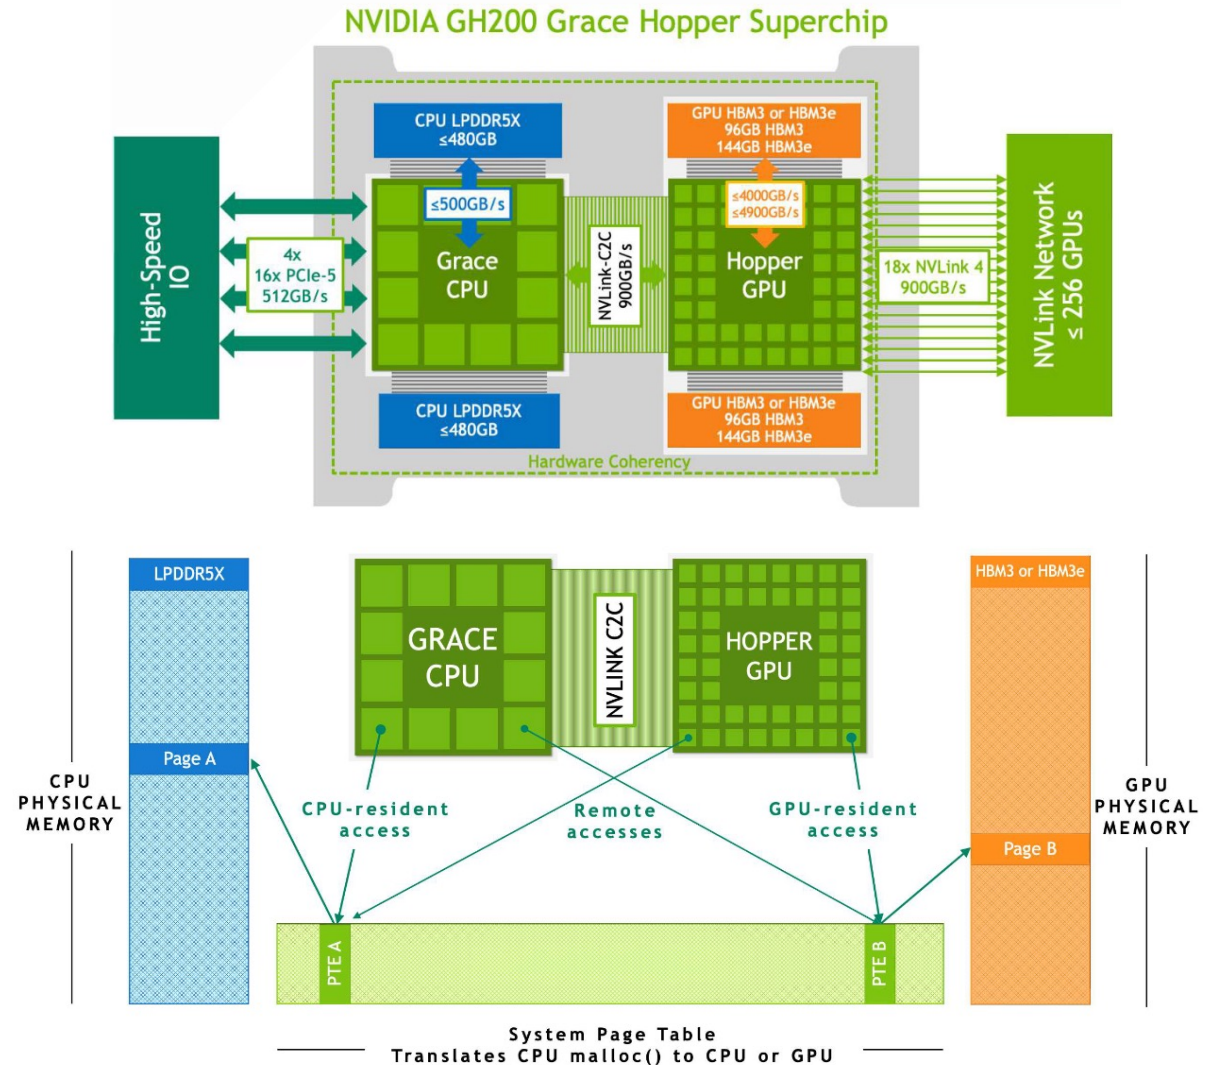 NVIDIA GH200 Grace Hopper Superchip
CPU LPDDR5X
≤480GB
GPU HBM3 or HBM3e
96GB HBM3
144GB HBM3e
High-Speed
IO
4x
16x PCIe-5
512GB/s
≤500GB/s
Grace
CPU
NVLink-C2C
900GB/s
≤4000GB/s
≤4900GB/s
Hopper
GPU
18x NVLink 4
900GB/s
NVLink Network
≤ 256 GPUs
CPU LPDDR5X
≤480GB
GPU HBM3 or HBM3e
96GB HBM3
144GB HBM3e
Hardware Coherency
LPDDR5X
GRACE
CPU
NVLINK C2C
HOPPER
GPU
HBM3 or HBM3e
Page A
CPU
PHYSICAL
MEMORY
CPU-resident
access
Remote
accesses
GPU-resident
access
Page B
GPU
PHYSICAL
MEMORY
PTE A
PTE B
System Page Table
Translates CPU malloc() to CPU or GPU